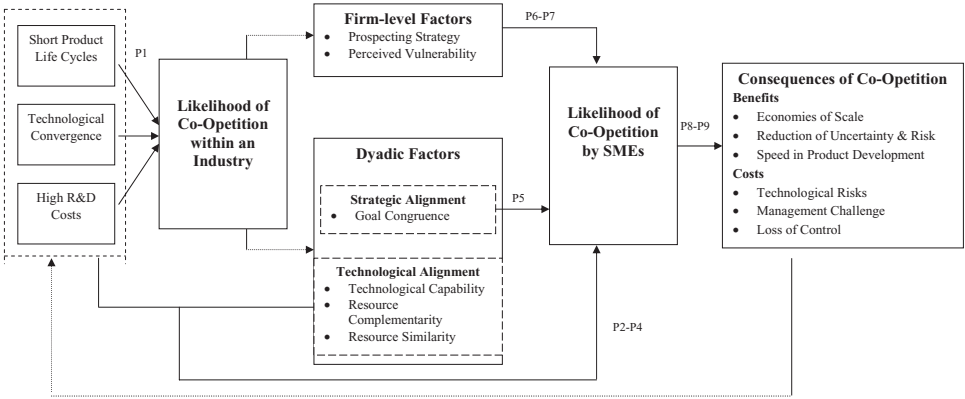 Short Product
Life Cycles
Technological
Convergence
High R&D
Costs
P1
Likelihood of
Co-Opetition
within an
Industry
Firm-level Factors
• Prospecting Strategy
• Perceived Vulnerability
Dyadic Factors
Strategic Alignment
• Goal Congruence
Technological Alignment
• Technological Capability
• Resource
Complementarity
• Resource Similarity
P6-P7
P5
P2-P4
Likelihood of
Co-Opetition
by SMEs
P8-P9
Consequences of Co-Opetition
Benefits
• Economies of Scale
• Reduction of Uncertainty & Risk
• Speed in Product Development
Costs
• Technological Risks
• Management Challenge
• Loss of Control